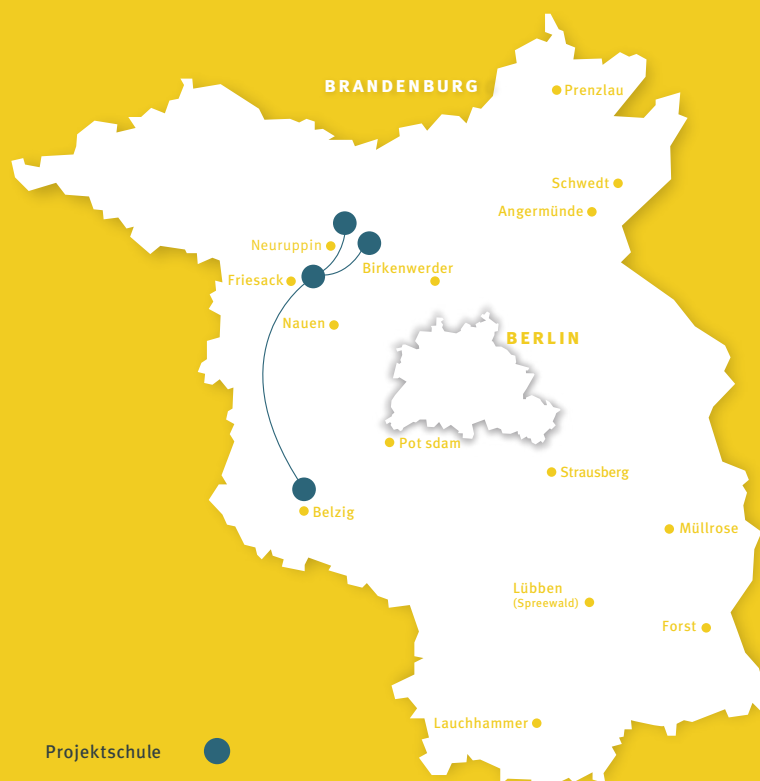 BRANDENBURG
Prenzlau
Schwedt
Angermünde
Neuruppin
Birkenwerder
Friesack
Nauen
BERLIN
Pot sdam
Strausberg
Belzig
Müllrose
Lübben
(Spreewald)
Forst
Lauchhammer
Projektschule